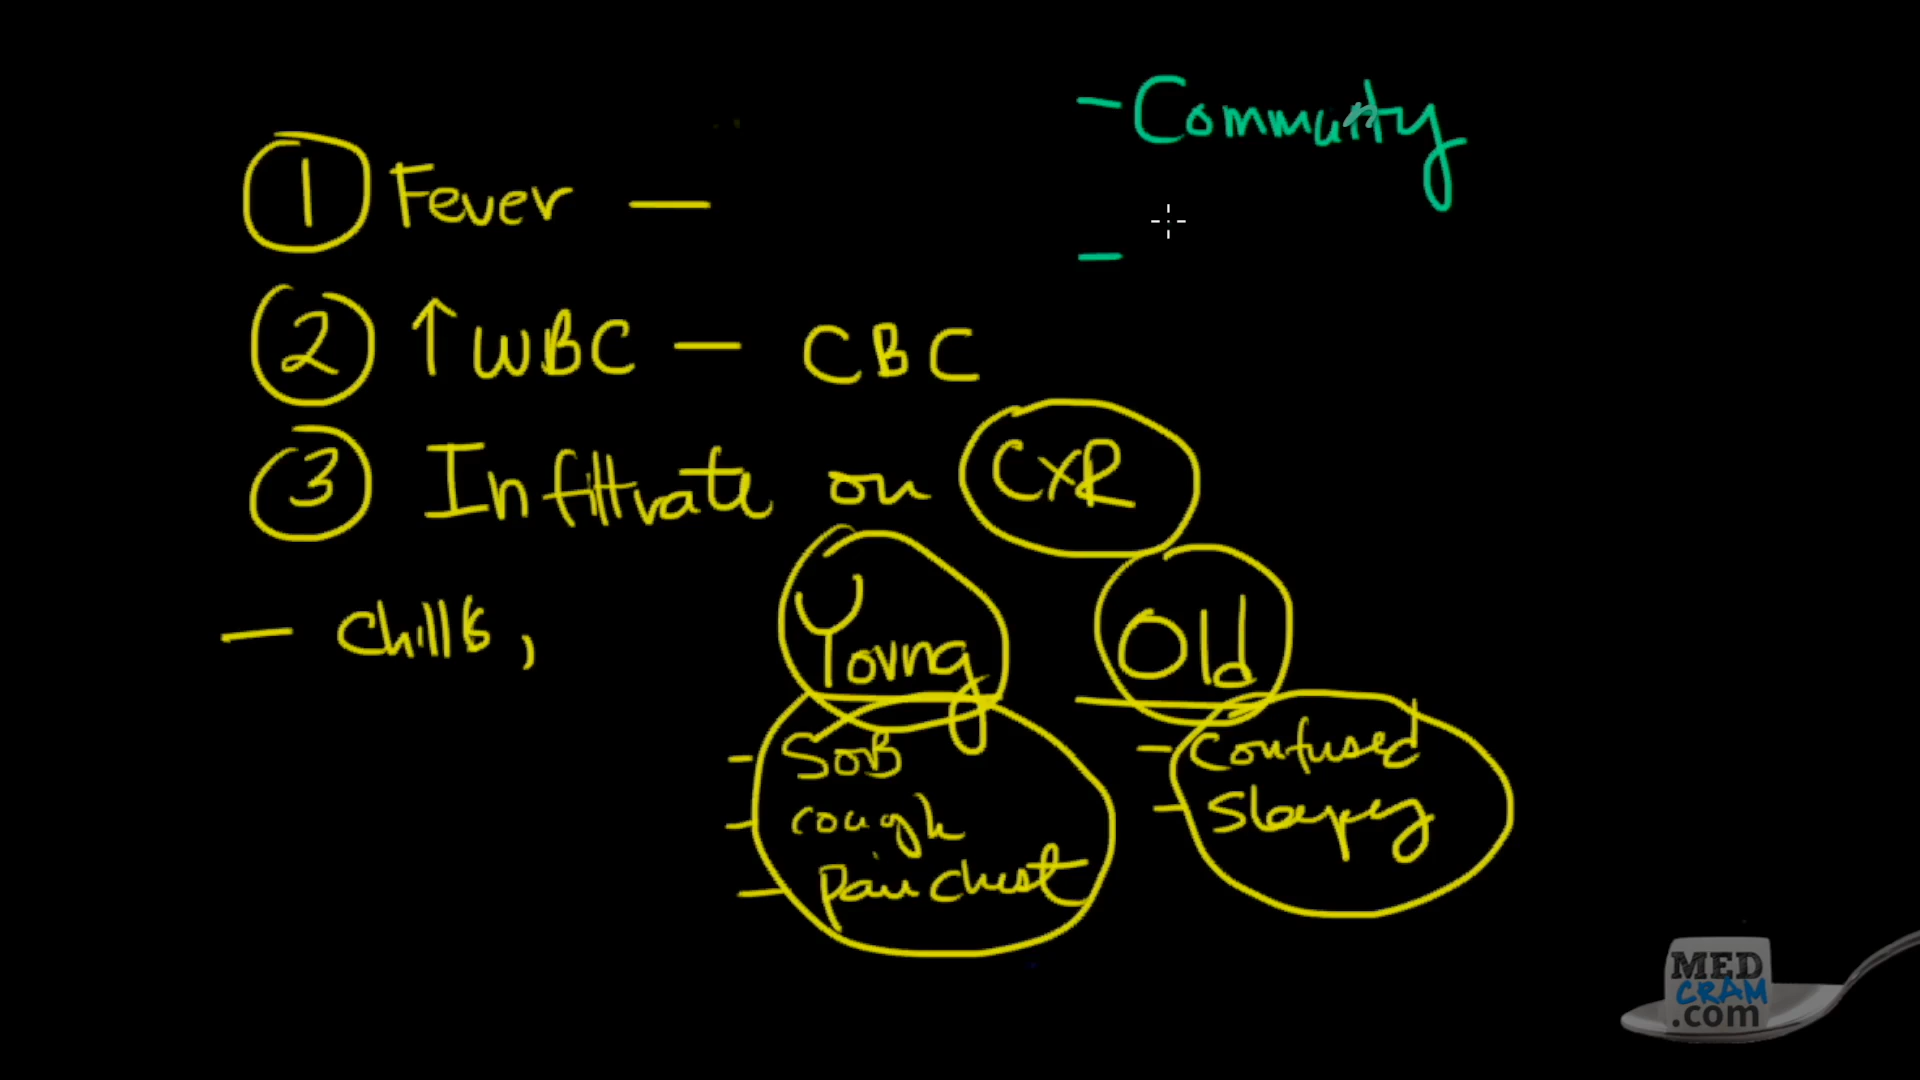 - Community
① Fever —
-
② ↑ WBC — CBC
③ Infiltrate on CXR
— Chills,
Young
Old
- SOB
- cough
- pain chest
- Confused
- Sleepy
MED
CRAM
.com